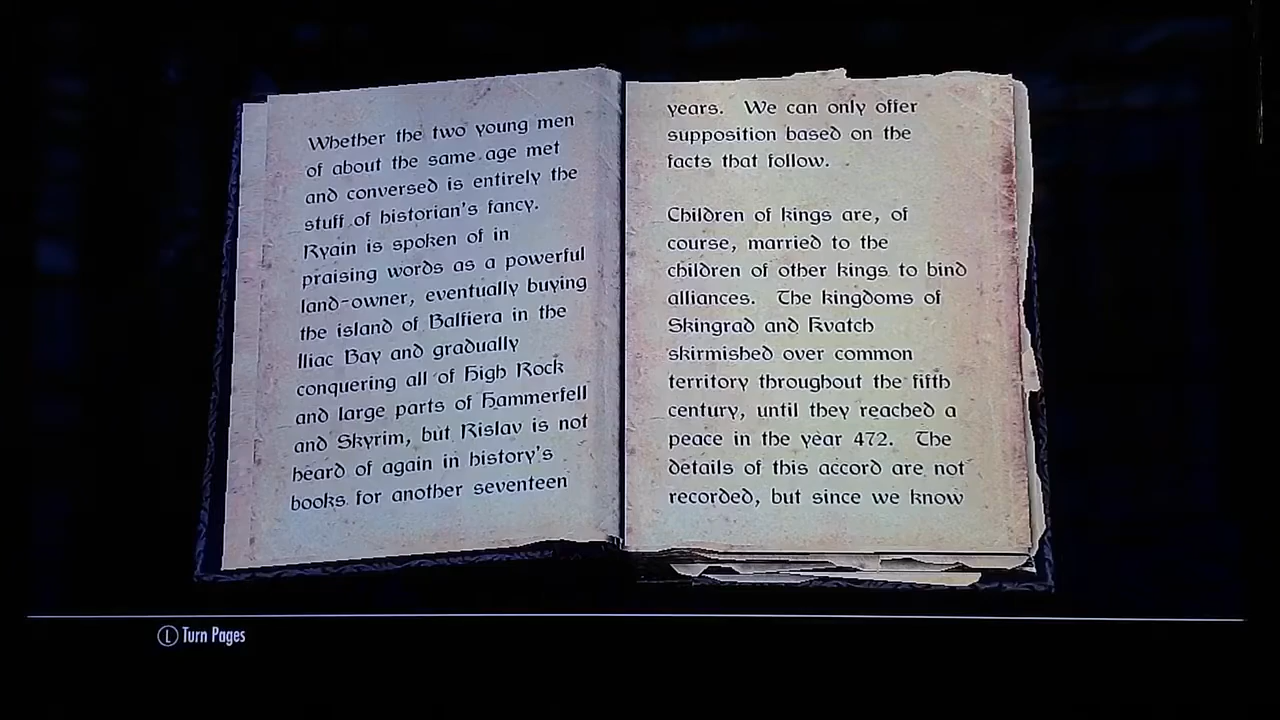 Whether the two young men
of about the same age met
and conversed is entirely the
stuff of historian's fancy.
Ryain is spoken of in
praising words as a powerful
land-owner, eventually buying
the island of Balfiera in the
Iliac Bay and gradually
conquering all of High Rock
and large parts of Hammerfell
and Skyrim, but Rislav is not
heard of again in history's
books for another seventeen
years. We can only offer
supposition based on the
facts that follow.
Children of kings are, of
course, married to the
children of other kings to bind
alliances. The kingdoms of
Skingrad and Kvatch
skirmished over common
territory throughout the fifth
century, until they reached a
peace in the year 472. The
details of this accord are not
recorded, but since we know
L Turn Pages